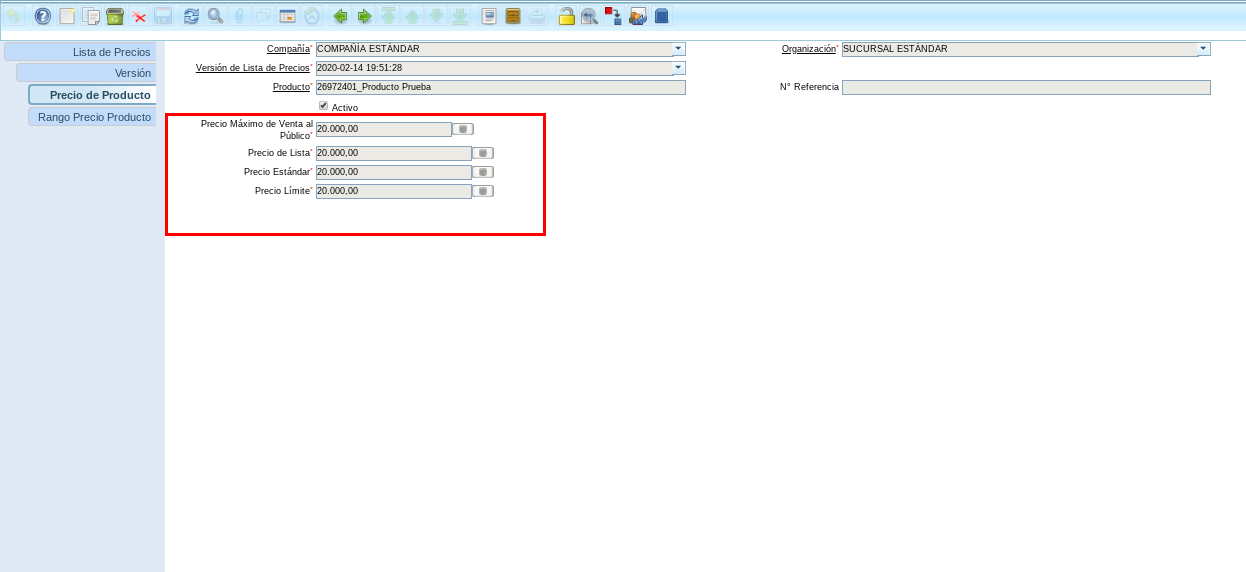 Lista de Precios
Versión
Precio de Producto
Rango Precio Producto
Compañía* COMPAÑÍA ESTÁNDAR Organización* SUCURSAL ESTÁNDAR
Versión de Lista de Precios* 2020-02-14 19:51:28
Producto* 26972401_Producto Prueba N° Referencia
Activo
Precio Máximo de Venta al
Público* 20.000,00
Precio de Lista* 20.000,00
Precio Estándar* 20.000,00
Precio Límite* 20.000,00